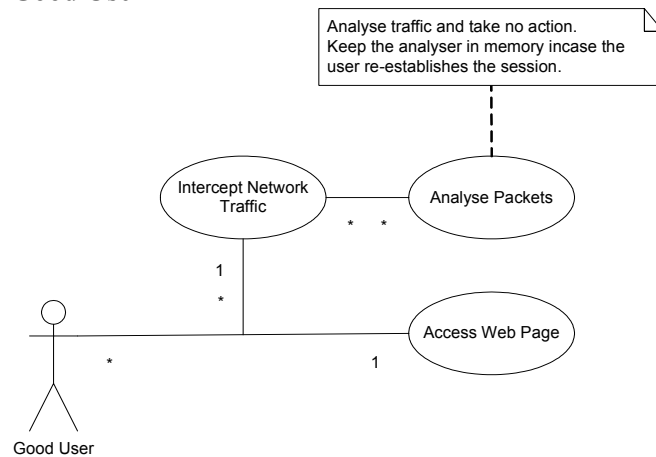 Analyse traffic and take no action.
Keep the analyser in memory incase the
user re-establishes the session.
Intercept Network
Traffic
Analyse Packets
* *
1
*
Access Web Page
*
1
Good User